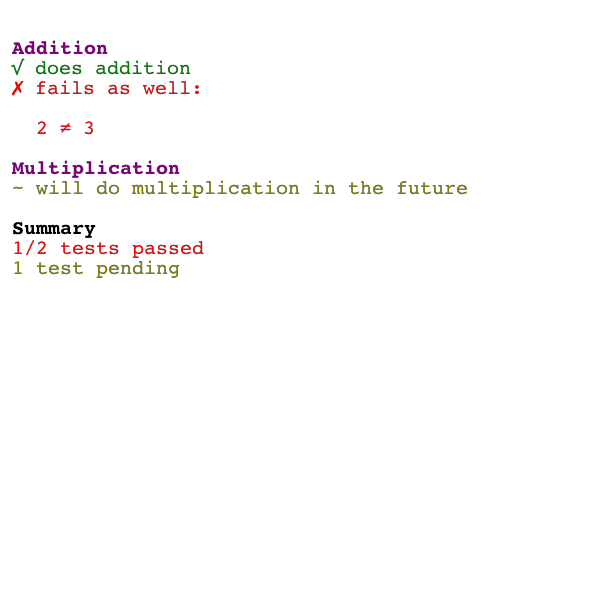 Addition
√ does addition
✗ fails as well:
2 ≠ 3
Multiplication
~ will do multiplication in the future
Summary
1/2 tests passed
1 test pending